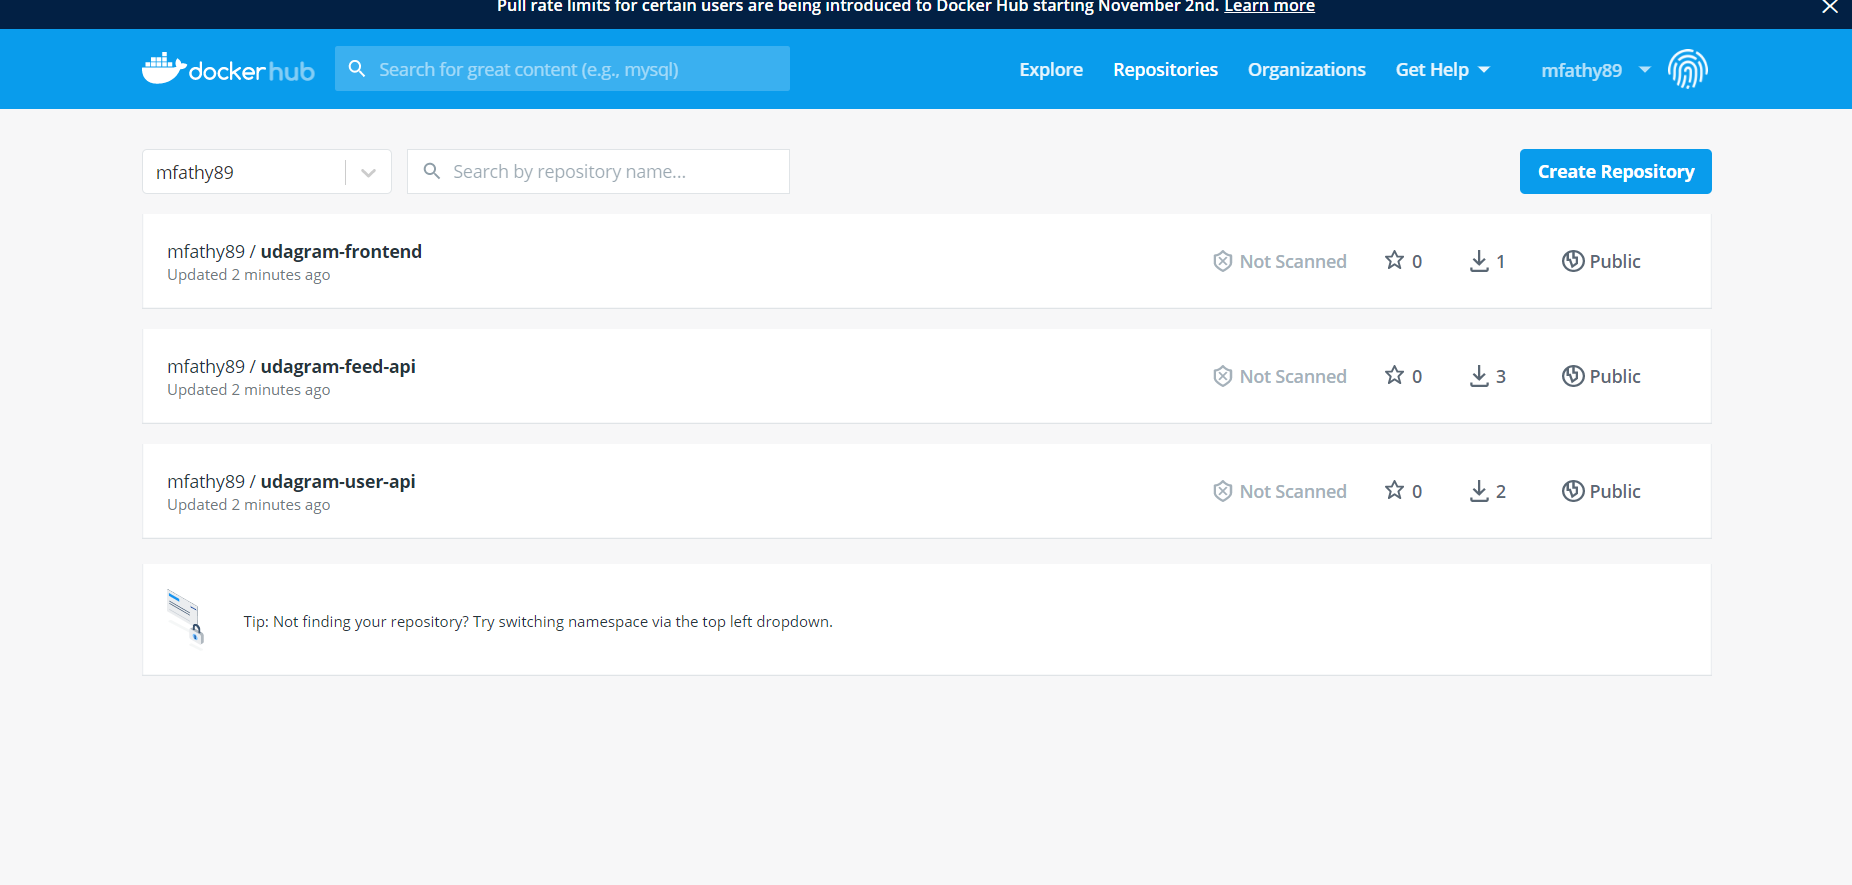 Pull rate limits for certain users are being introduced to Docker Hub starting November 2nd. Learn more
docker hub
Search for great content (e.g., mysql)
Explore
Repositories
Organizations
Get Help
mfathy89
mfathy89
Search by repository name...
Create Repository
mfathy89 / udagram-frontend
Updated 2 minutes ago
Not Scanned
0
1
Public
mfathy89 / udagram-feed-api
Updated 2 minutes ago
Not Scanned
0
3
Public
mfathy89 / udagram-user-api
Updated 2 minutes ago
Not Scanned
0
2
Public
Tip: Not finding your repository? Try switching namespace via the top left dropdown.